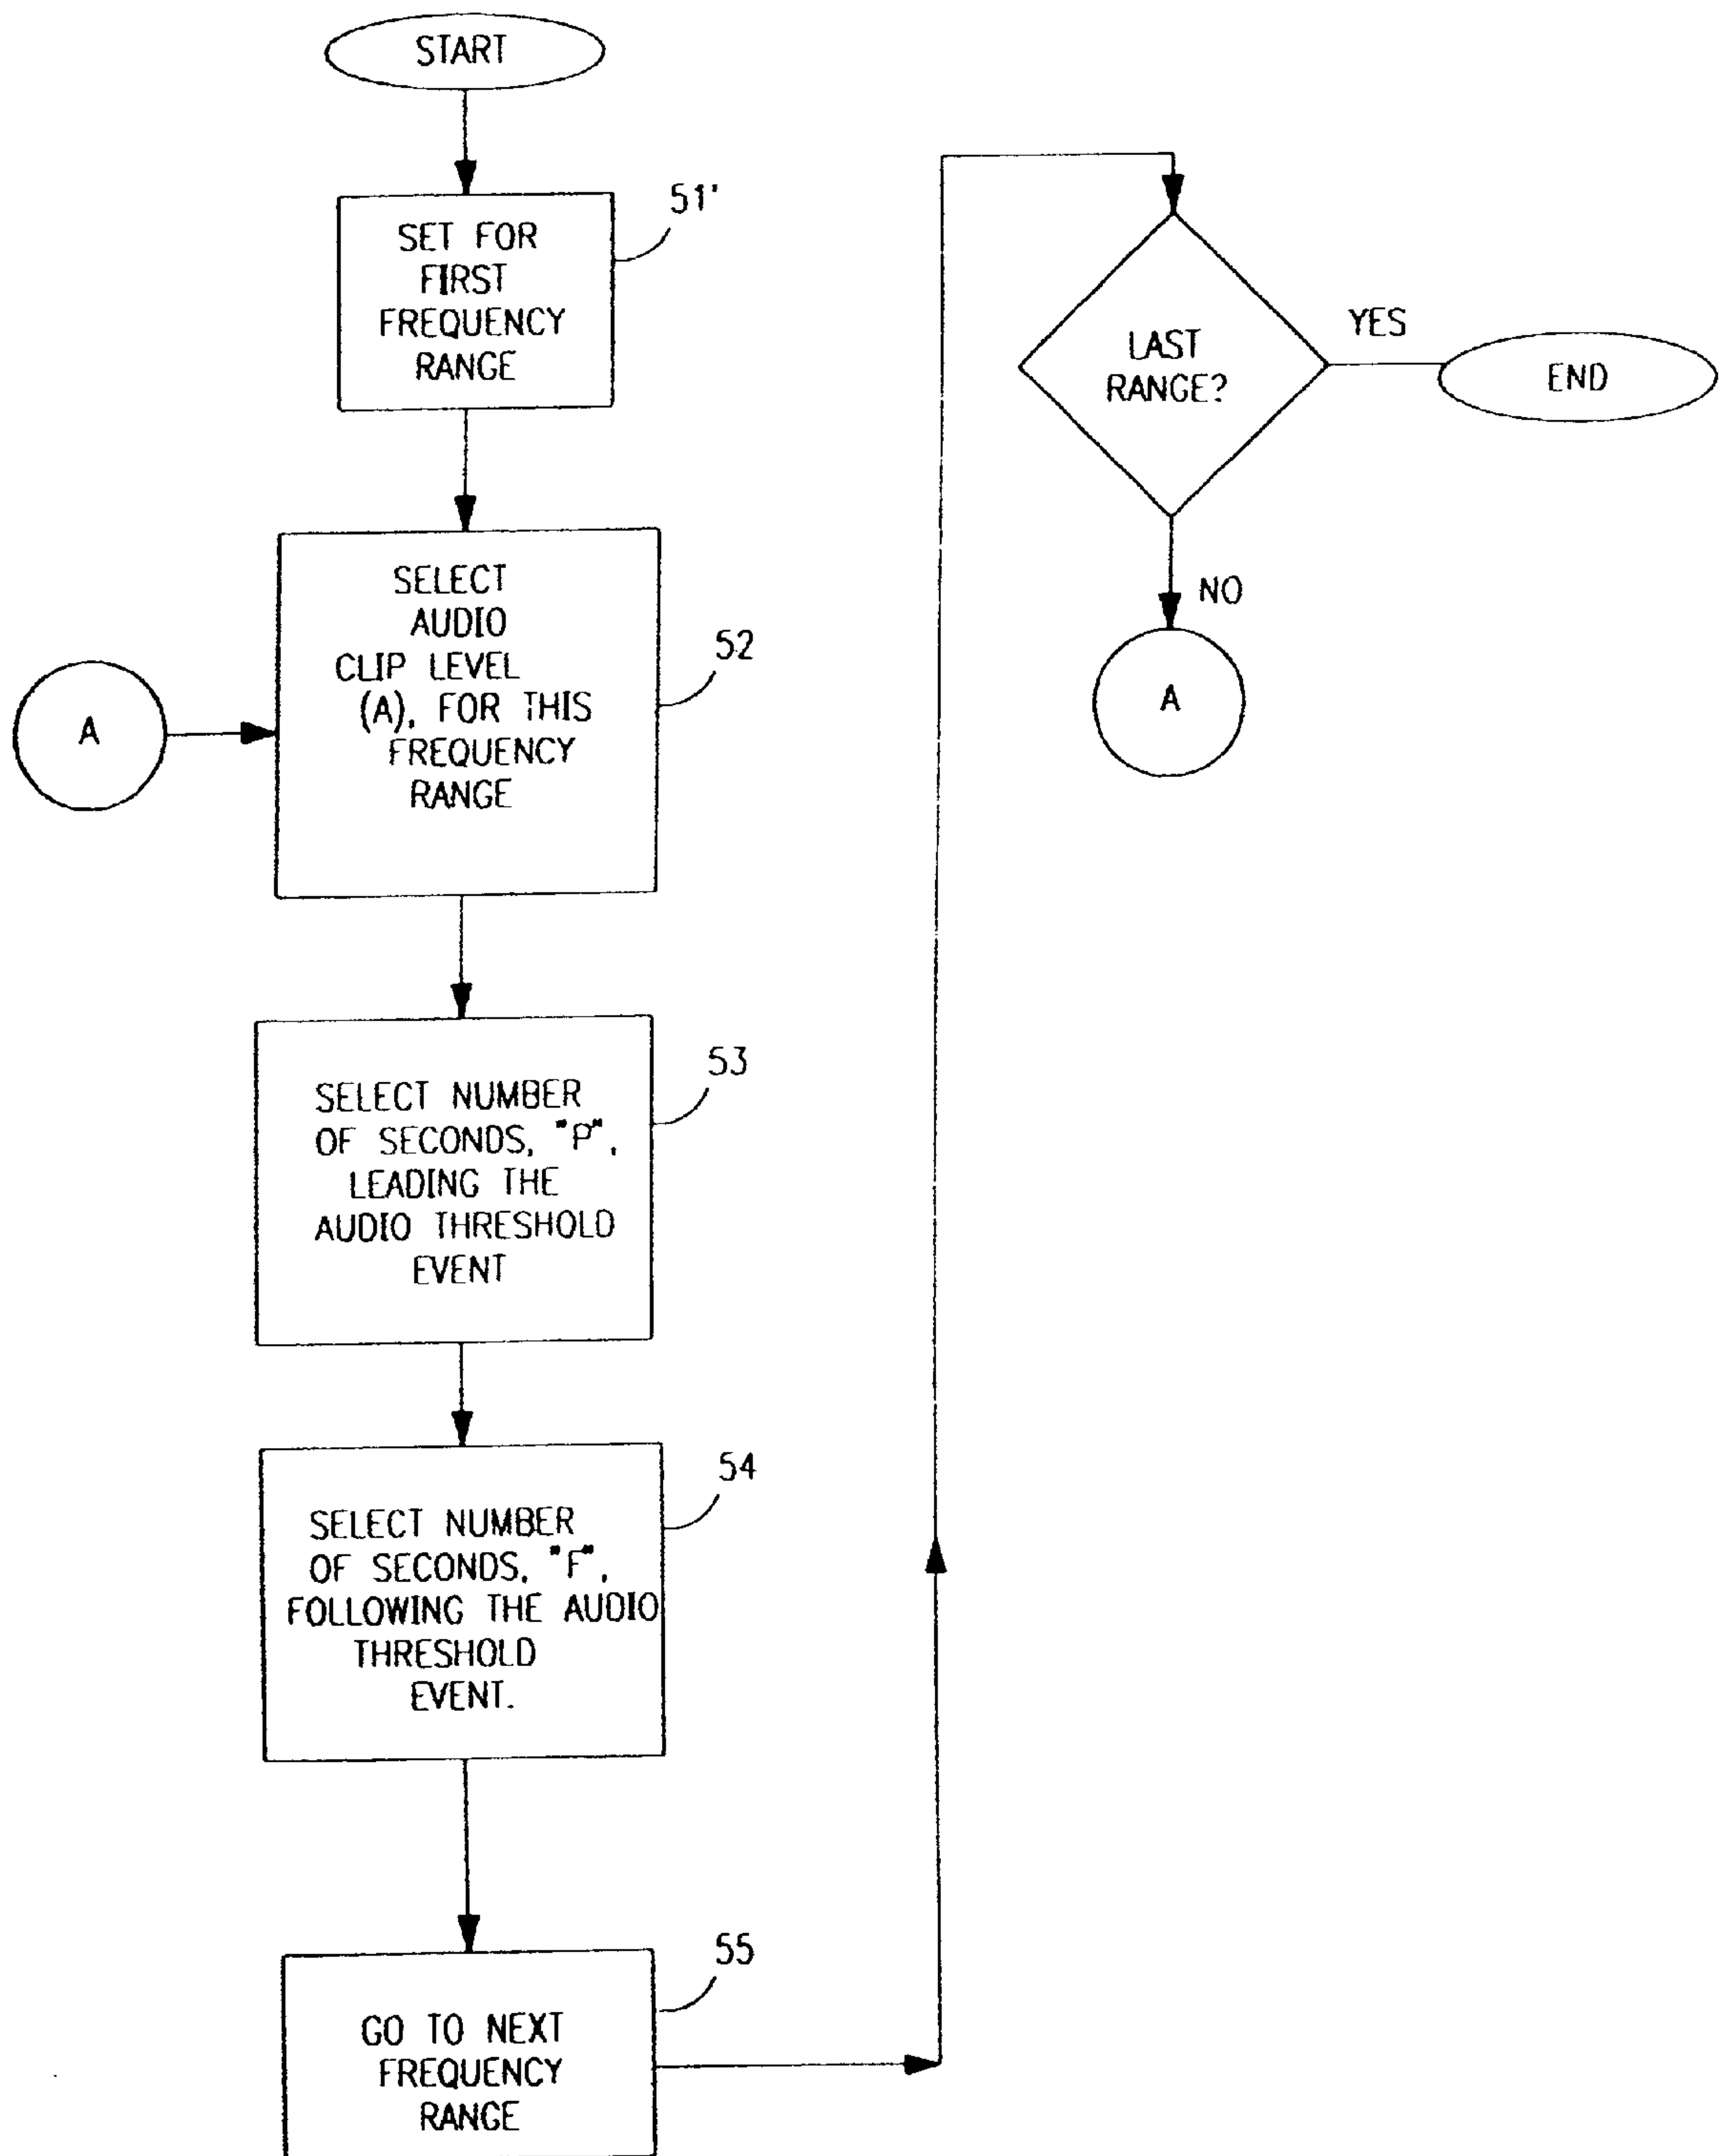 START
51'
SET FOR
FIRST
FREQUENCY
RANGE
52
SELECT
AUDIO
CLIP LEVEL
(A), FOR THIS
FREQUENCY
RANGE
A
53
SELECT NUMBER
OF SECONDS, "P",
LEADING THE
AUDIO THRESHOLD
EVENT
54
SELECT NUMBER
OF SECONDS, "F",
FOLLOWING THE AUDIO
THRESHOLD
EVENT.
55
GO TO NEXT
FREQUENCY
RANGE
LAST
RANGE?
YES
END
NO
A